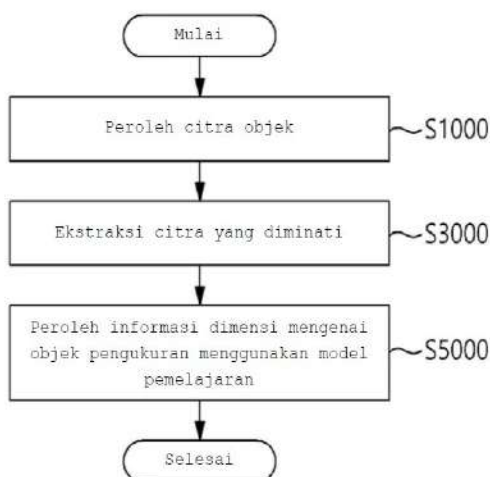 Mulai
Peroleh citra objek
S1000
Ekstraksi citra yang diminati
S3000
Peroleh informasi dimensi mengenai
objek pengukuran menggunakan model
pemelajaran
S5000
Selesai